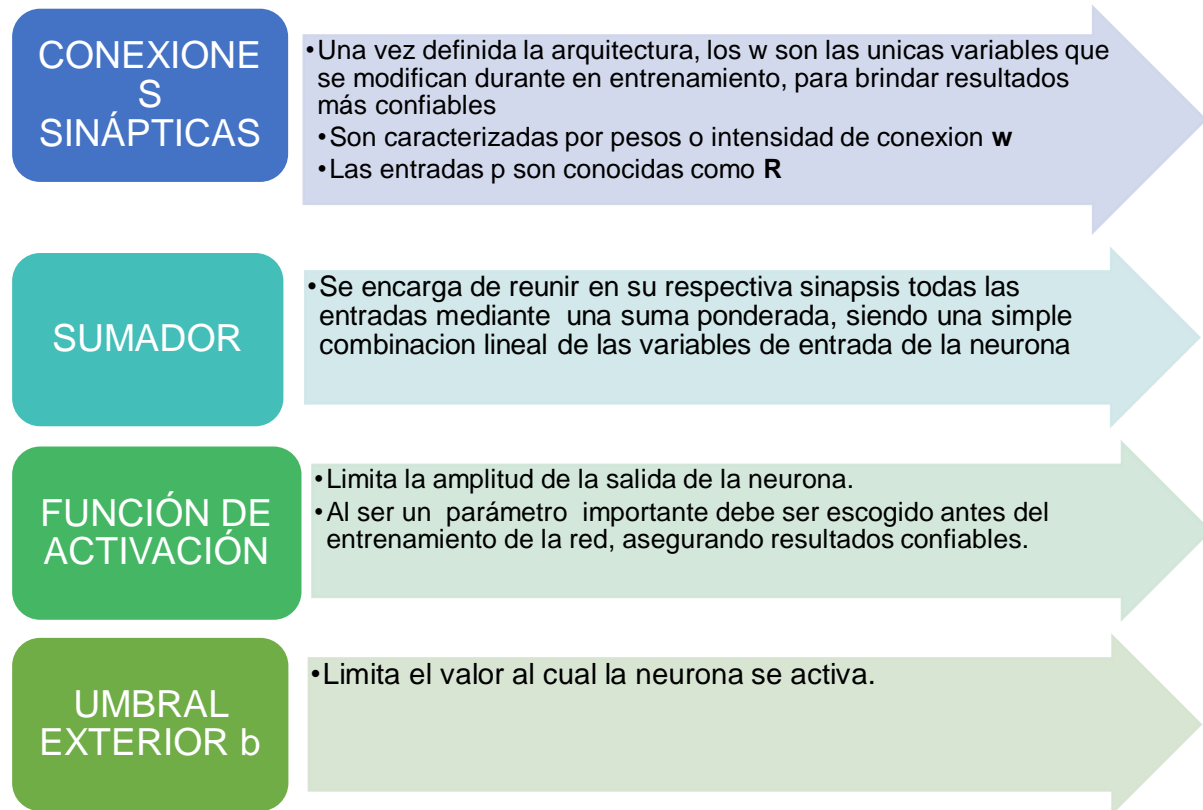 CONEXIONE
S
SINÁPTICAS
•Una vez definida la arquitectura, los w son las unicas variables que
se modifican durante en entrenamiento, para brindar resultados
más confiables
•Son caracterizadas por pesos o intensidad de conexion w
•Las entradas p son conocidas como R
SUMADOR
•Se encarga de reunir en su respectiva sinapsis todas las
entradas mediante una suma ponderada, siendo una simple
combinacion lineal de las variables de entrada de la neurona
FUNCIÓN DE
ACTIVACIÓN
•Limita la amplitud de la salida de la neurona.
•Al ser un parámetro importante debe ser escogido antes del
entrenamiento de la red, asegurando resultados confiables.
UMBRAL
EXTERIOR b
•Limita el valor al cual la neurona se activa.